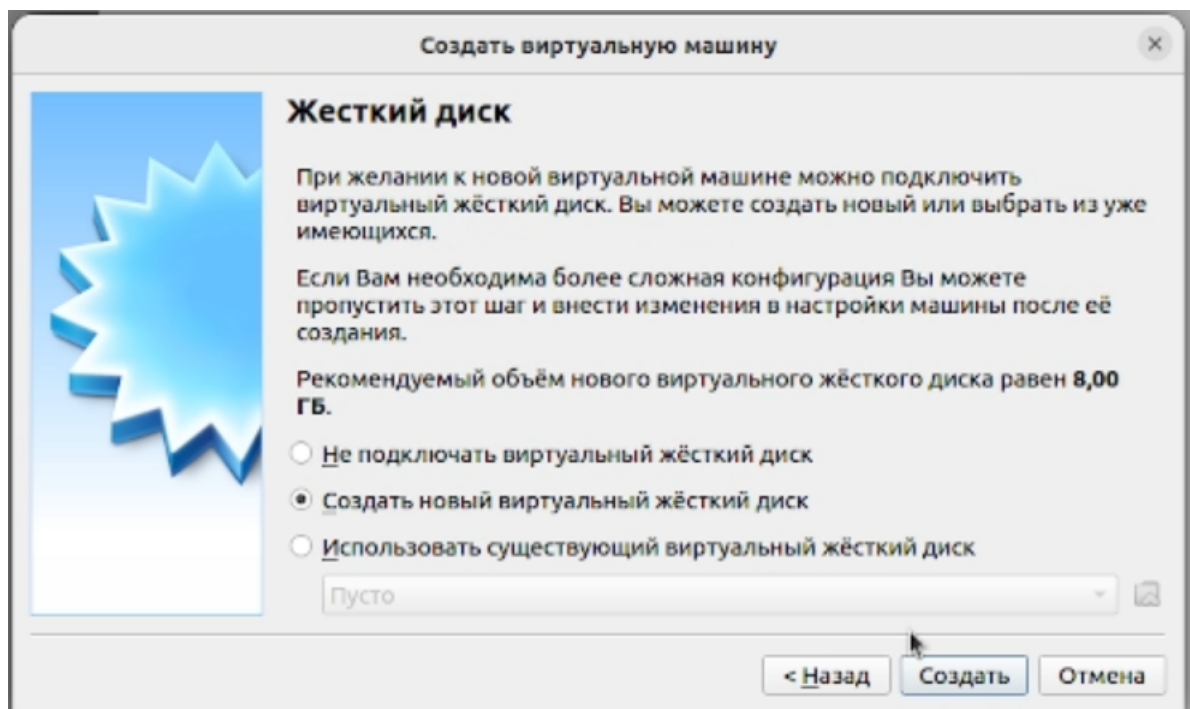 Создать виртуальную машину
Жесткий диск
При желании к новой виртуальной машине можно подключить
виртуальный жёсткий диск. Вы можете создать новый или выбрать из уже
имеющихся.
Если Вам необходима более сложная конфигурация Вы можете
пропустить этот шаг и внести изменения в настройки машины после её
создания.
Рекомендуемый объём нового виртуального жёсткого диска равен 8,00
ГБ.
Не подключать виртуальный жёсткий диск
Создать новый виртуальный жёсткий диск
Использовать существующий виртуальный жёсткий диск
Пусто
< Назад Создать Отмена